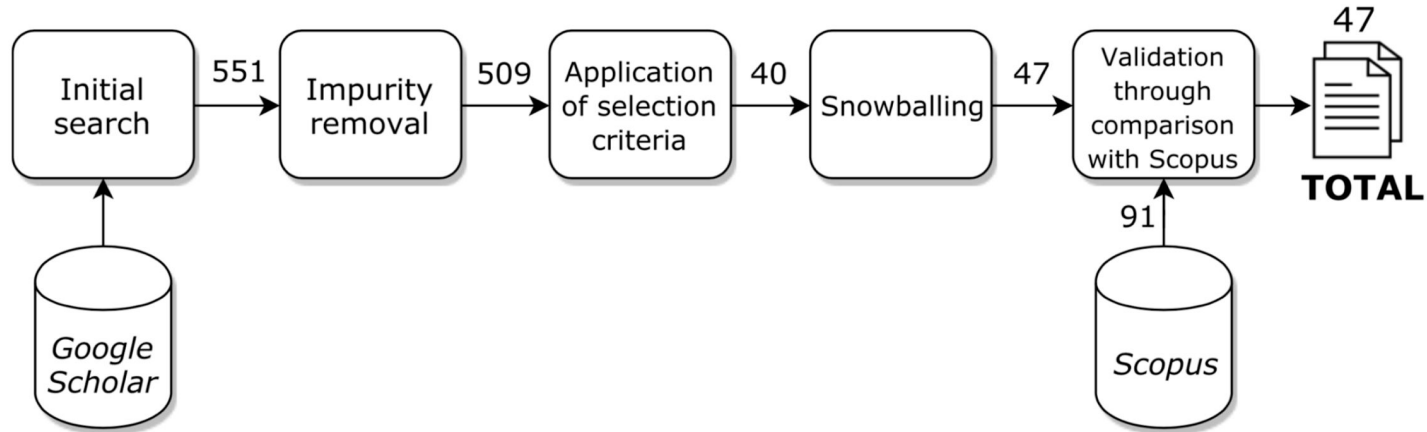 Initial
search
551
Impurity
removal
509
Application
of selection
criteria
40
Snowballing
47
Validation
through
comparison
with Scopus
47
TOTAL
Google
Scholar
91
Scopus